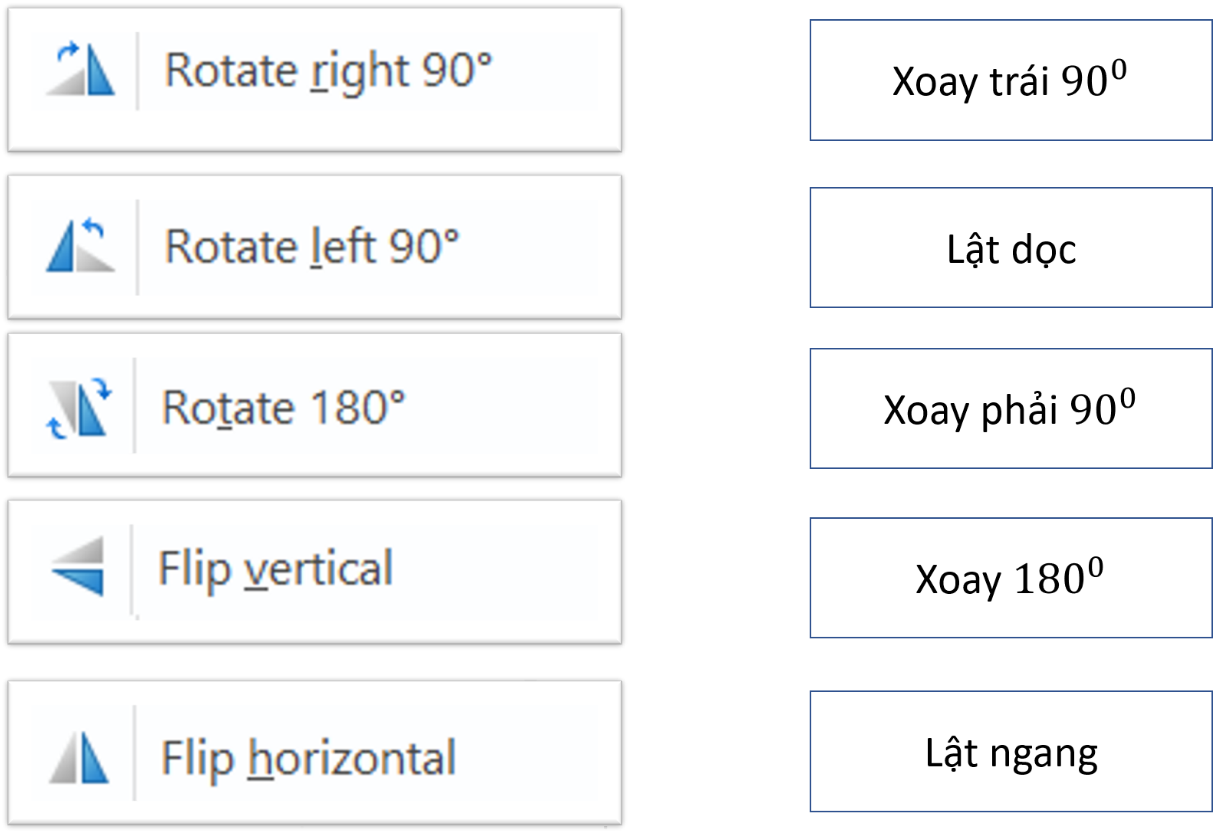 Rotate right 90°
Xoay trái 90⁰
Rotate left 90°
Lật dọc
Rotate 180°
Xoay phải 90⁰
Flip vertical
Xoay 180⁰
Flip horizontal
Lật ngang